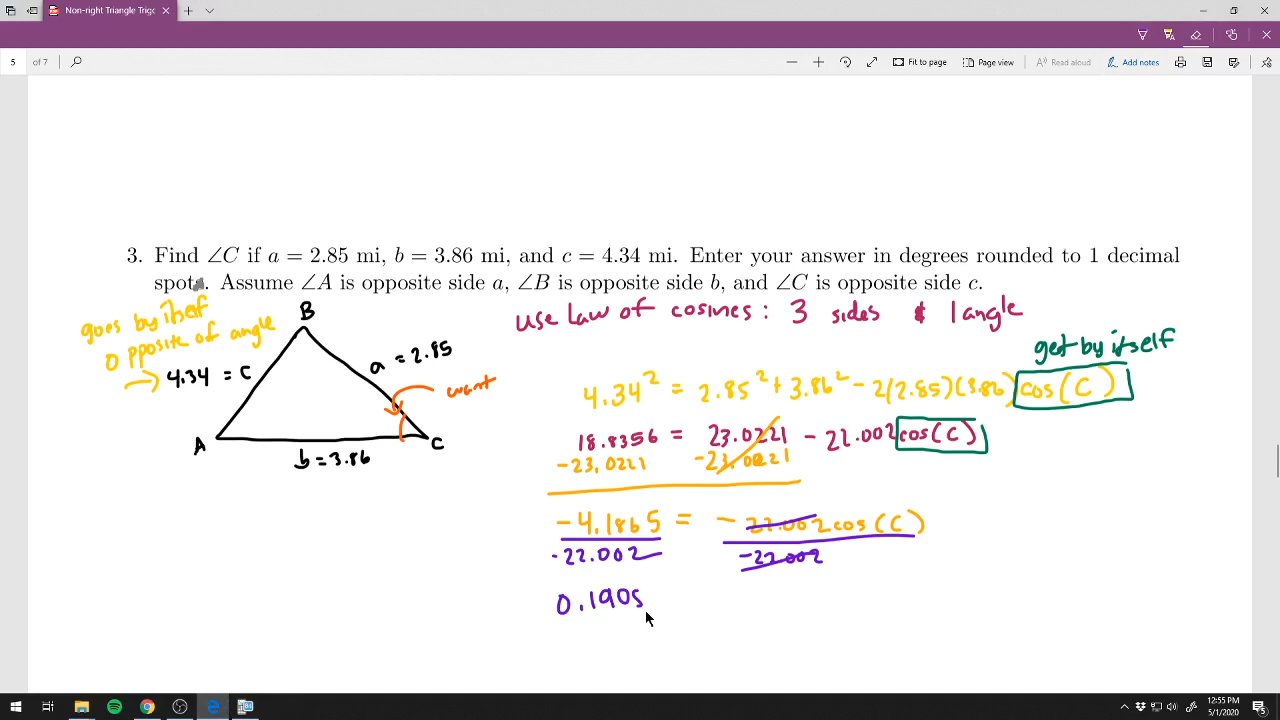 Non-right Triangle Trigo
5 of 7
Fit to page
Page view
Read aloud
Add notes
3. Find ∠C if a = 2.85 mi, b = 3.86 mi, and c = 4.34 mi. Enter your answer in degrees rounded to 1 decimal
spot. Assume ∠A is opposite side a, ∠B is opposite side b, and ∠C is opposite side c.
goes by itself
opposite of angle
→ 4.34 = c
B
a = 2.85
want
A
C
b = 3.86
use law of cosines : 3 sides & 1 angle
get by itself
4.34² = 2.85² + 3.86² - 2(2.85)(3.86) cos(C)
18.8356 = 23.0221 - 22.002 cos(C)
-23.0221 -23.0221
-4.1865 = -22.002 cos(C)
-22.002 -22.002
0.1905
12:55 PM
5/1/2020